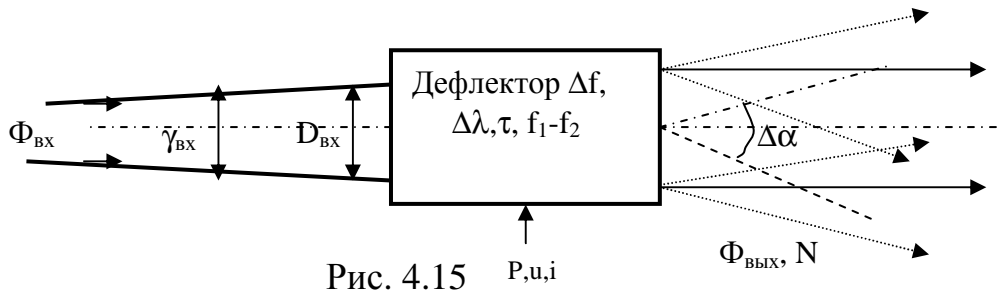 Дефлектор Δf,
Δλ,τ, f₁-f₂
Φвх
γвх
Dвх
Δα
Φвых, N
P,u,i
Рис. 4.15